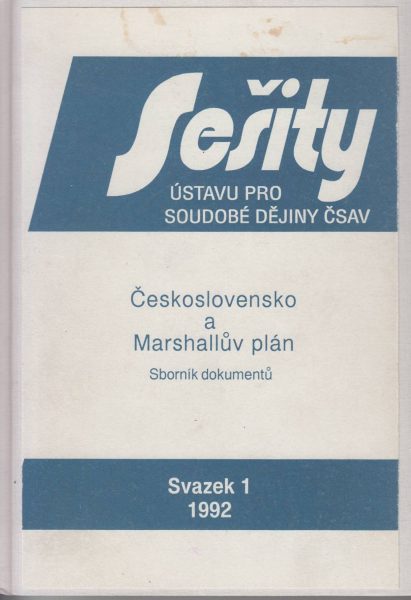 Sešity
ÚSTAVU PRO
SOUDOBÉ DĚJINY ČSAV
Československo
a
Marshallův plán
Sborník dokumentů
Svazek 1
1992